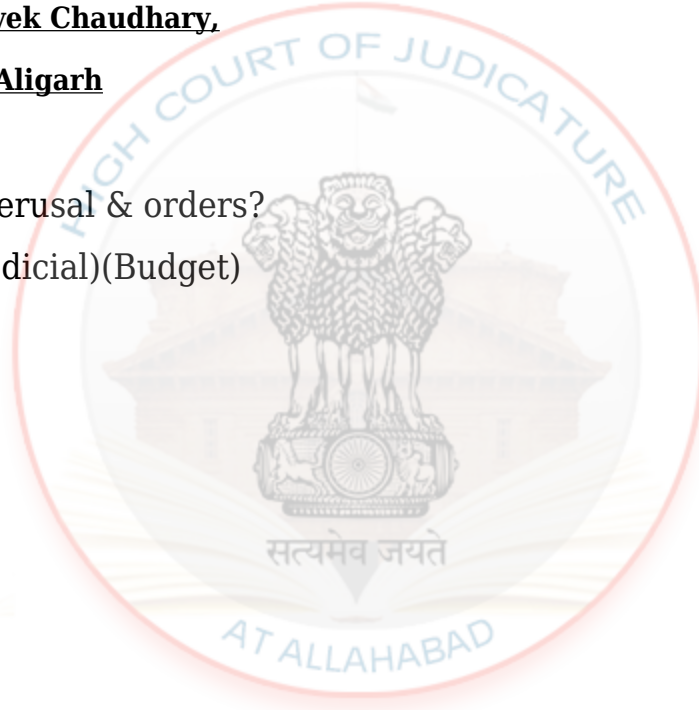 vek Chaudhary,
Aligarh
erusal & orders?
dicial)(Budget)
HIGH COURT OF JUDICATURE
सत्यमेव जयते
AT ALLAHABAD